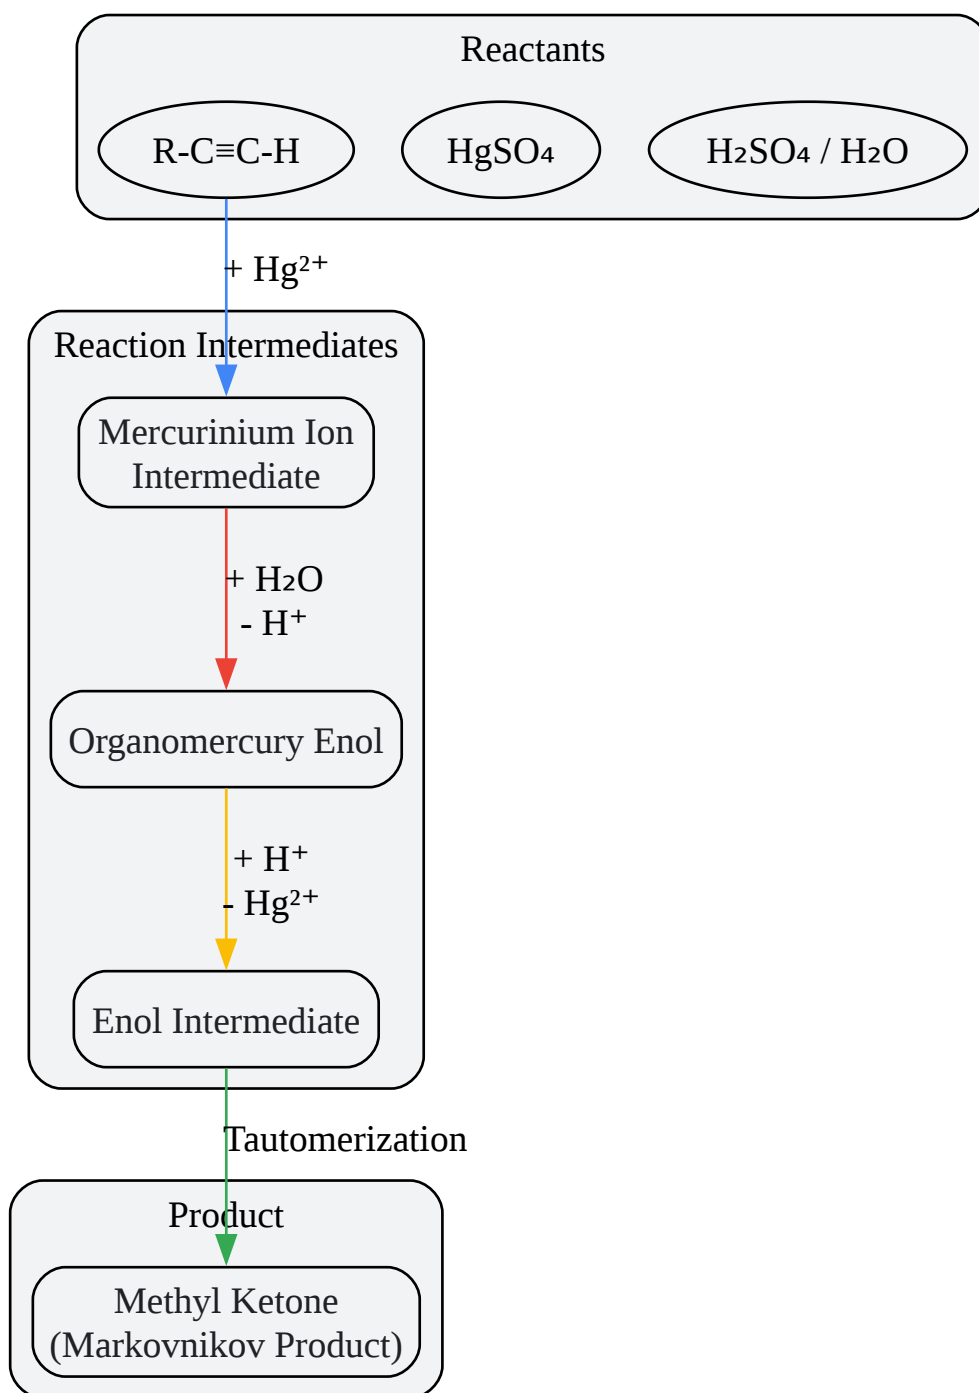 Reactants
R-C≡C-H
HgSO₄
H₂SO₄ / H₂O
+ Hg²⁺
Reaction Intermediates
Mercurinium Ion
Intermediate
+ H₂O
- H⁺
Organomercury Enol
+ H⁺
- Hg²⁺
Enol Intermediate
Tautomerization
Product
Methyl Ketone
(Markovnikov Product)